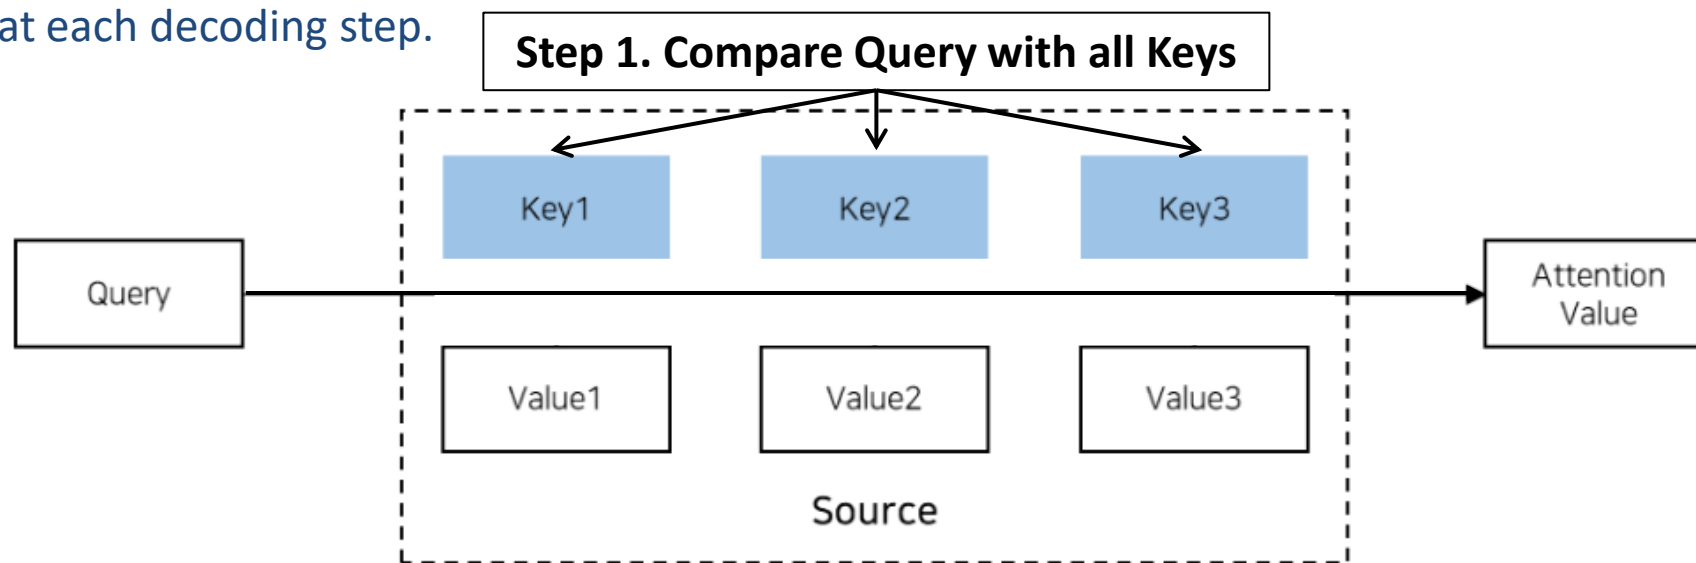 at each decoding step.
Step 1. Compare Query with all Keys
Key1
Key2
Key3
Query
Attention
Value
Value1
Value2
Value3
Source